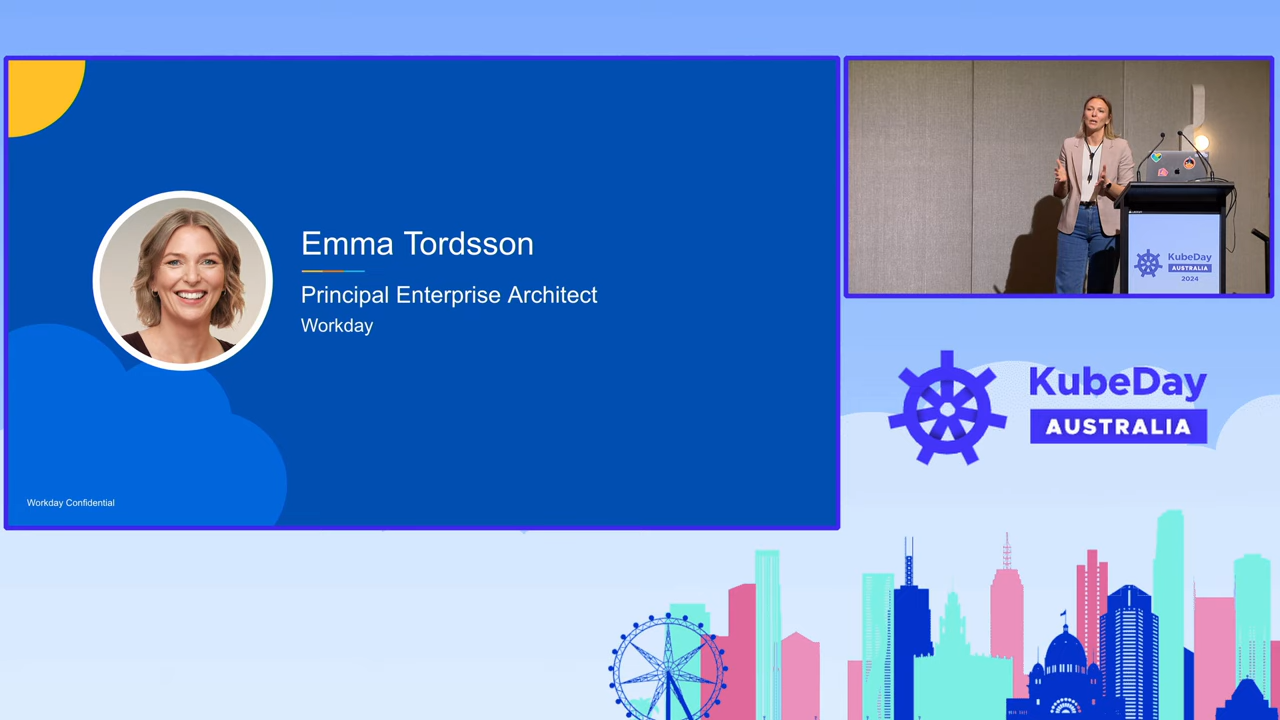 Emma Tordsson
Principal Enterprise Architect
Workday
Workday Confidential
KubeDay
AUSTRALIA
2024
KubeDay
AUSTRALIA